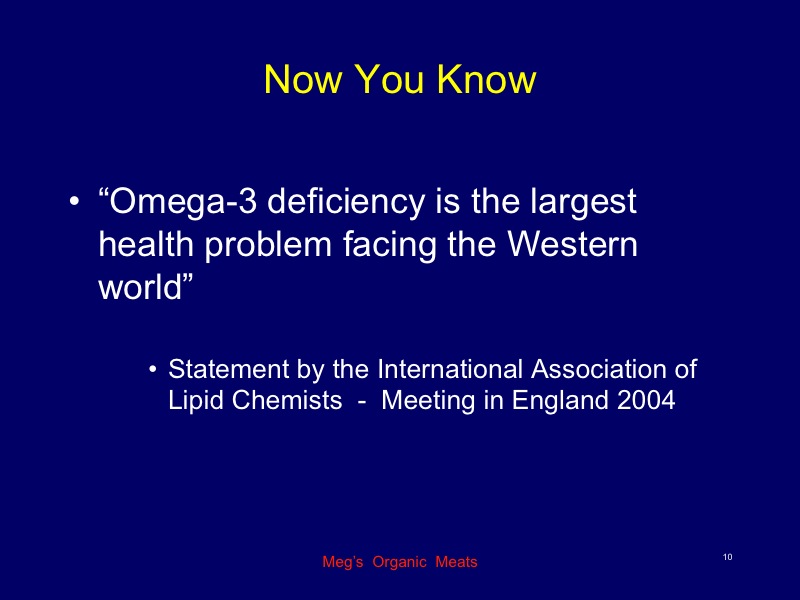 Now You Know
• “Omega-3 deficiency is the largest
health problem facing the Western
world”
• Statement by the International Association of
Lipid Chemists - Meeting in England 2004
Meg’s Organic Meats
10